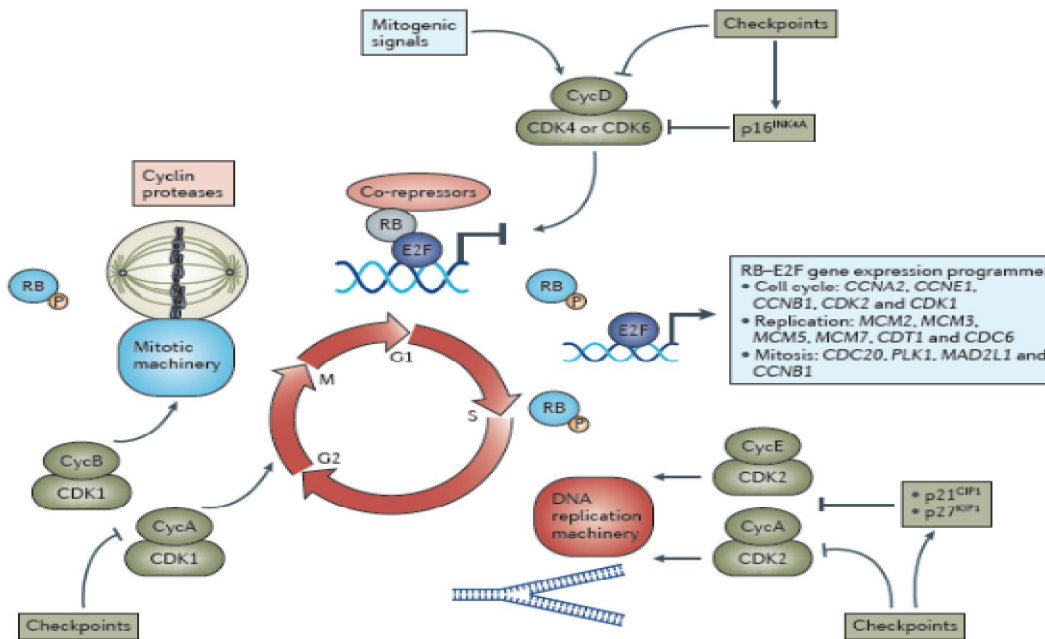 Mitogenic
signals
Checkpoints
CycD
CDK4 or CDK6
p16INK4A
Cyclin
proteases
Co-repressors
RB
E2F
RB
P
RB
P
E2F
RB–E2F gene expression programme:
• Cell cycle: CCNA2, CCNE1,
CCNB1, CDK2 and CDK1
• Replication: MCM2, MCM3,
MCM5, MCM7, CDT1 and CDC6
• Mitosis: CDC20, PLK1, MAD2L1 and
CCNB1
Mitotic
machinery
G1
M
S
G2
RB
P
CycB
CDK1
CycA
CDK1
DNA
replication
machinery
CycE
CDK2
CycA
CDK2
• p21CIP1
• p27KIP1
Checkpoints
Checkpoints